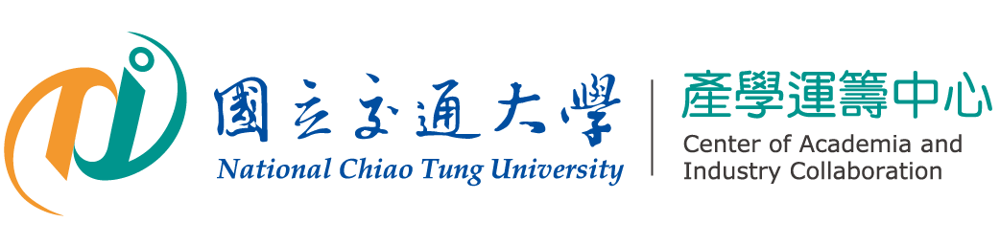 國立交通大學
National Chiao Tung University
產學運籌中心
Center of Academia and
Industry Collaboration